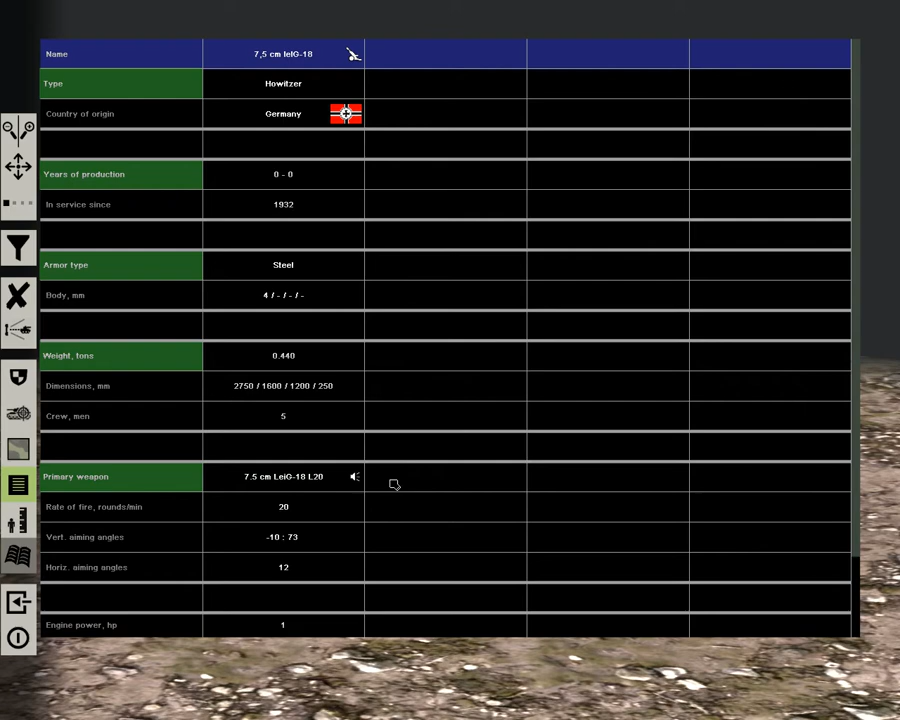 Name 7,5 cm leIG-18
Type Howitzer
Country of origin Germany
Years of production 0 - 0
In service since 1932
Armor type Steel
Body, mm 4 / - / - / -
Weight, tons 0.440
Dimensions, mm 2750 / 1600 / 1200 / 250
Crew, men 5
Primary weapon 7.5 cm LeiG-18 L20
Rate of fire, rounds/min 20
Vert. aiming angles -10 : 73
Horiz. aiming angles 12
Engine power, hp 1